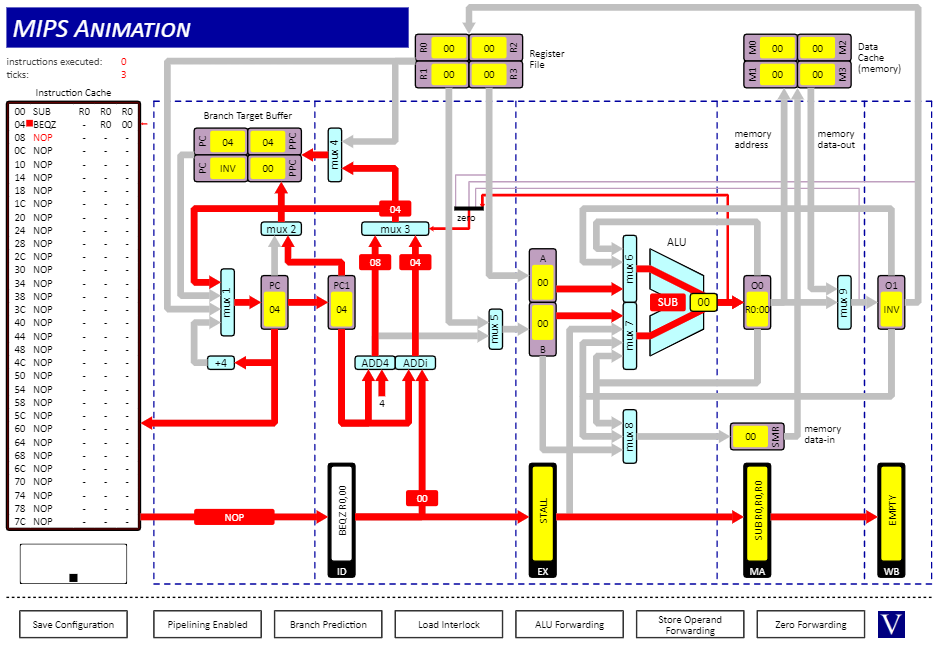 MIPS ANIMATION
instructions executed: 0
ticks: 3
Instruction Cache
00 SUB R0 R0 R0
04 BEQZ - R0 00
08 NOP - - -
0C NOP - - -
10 NOP - - -
14 NOP - - -
18 NOP - - -
1C NOP - - -
20 NOP - - -
24 NOP - - -
28 NOP - - -
2C NOP - - -
30 NOP - - -
34 NOP - - -
38 NOP - - -
3C NOP - - -
40 NOP - - -
44 NOP - - -
48 NOP - - -
4C NOP - - -
50 NOP - - -
54 NOP - - -
58 NOP - - -
5C NOP - - -
60 NOP - - -
64 NOP - - -
68 NOP - - -
6C NOP - - -
70 NOP - - -
74 NOP - - -
78 NOP - - -
7C NOP - - -
R0 00 00 R2
R1 00 00 R3
Register
File
M0 00 00 M2
M1 00 00 M3
Data
Cache
(memory)
Branch Target Buffer
PC 04 04 PPC
PC INV 00 PPC
mux 4
memory
address
memory
data-out
04
zero
mux 2
mux 3
08
04
mux 1
PC
04
PC1
04
+4
ADD4
ADDi
4
mux 5
A
00
00
B
mux 6
mux 7
mux 8
ALU
SUB
00
O0
R0:00
mux 9
O1
INV
00
SMR
memory
data-in
NOP
00
BEQZ R0,00
ID
STALL
EX
SUB R0,R0,R0
MA
EMPTY
WB
Save Configuration
Pipelining Enabled
Branch Prediction
Load Interlock
ALU Forwarding
Store Operand
Forwarding
Zero Forwarding
V